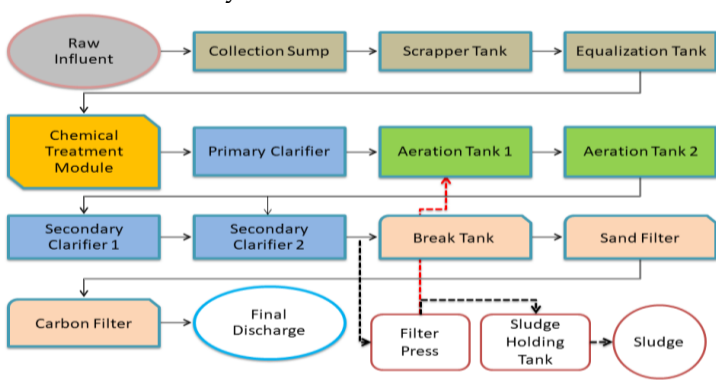 Raw
Influent
Collection Sump
Scrapper Tank
Equalization Tank
Chemical
Treatment
Module
Primary Clarifier
Aeration Tank 1
Aeration Tank 2
Secondary
Clarifier 1
Secondary
Clarifier 2
Break Tank
Sand Filter
Carbon Filter
Final
Discharge
Filter
Press
Sludge
Holding
Tank
Sludge